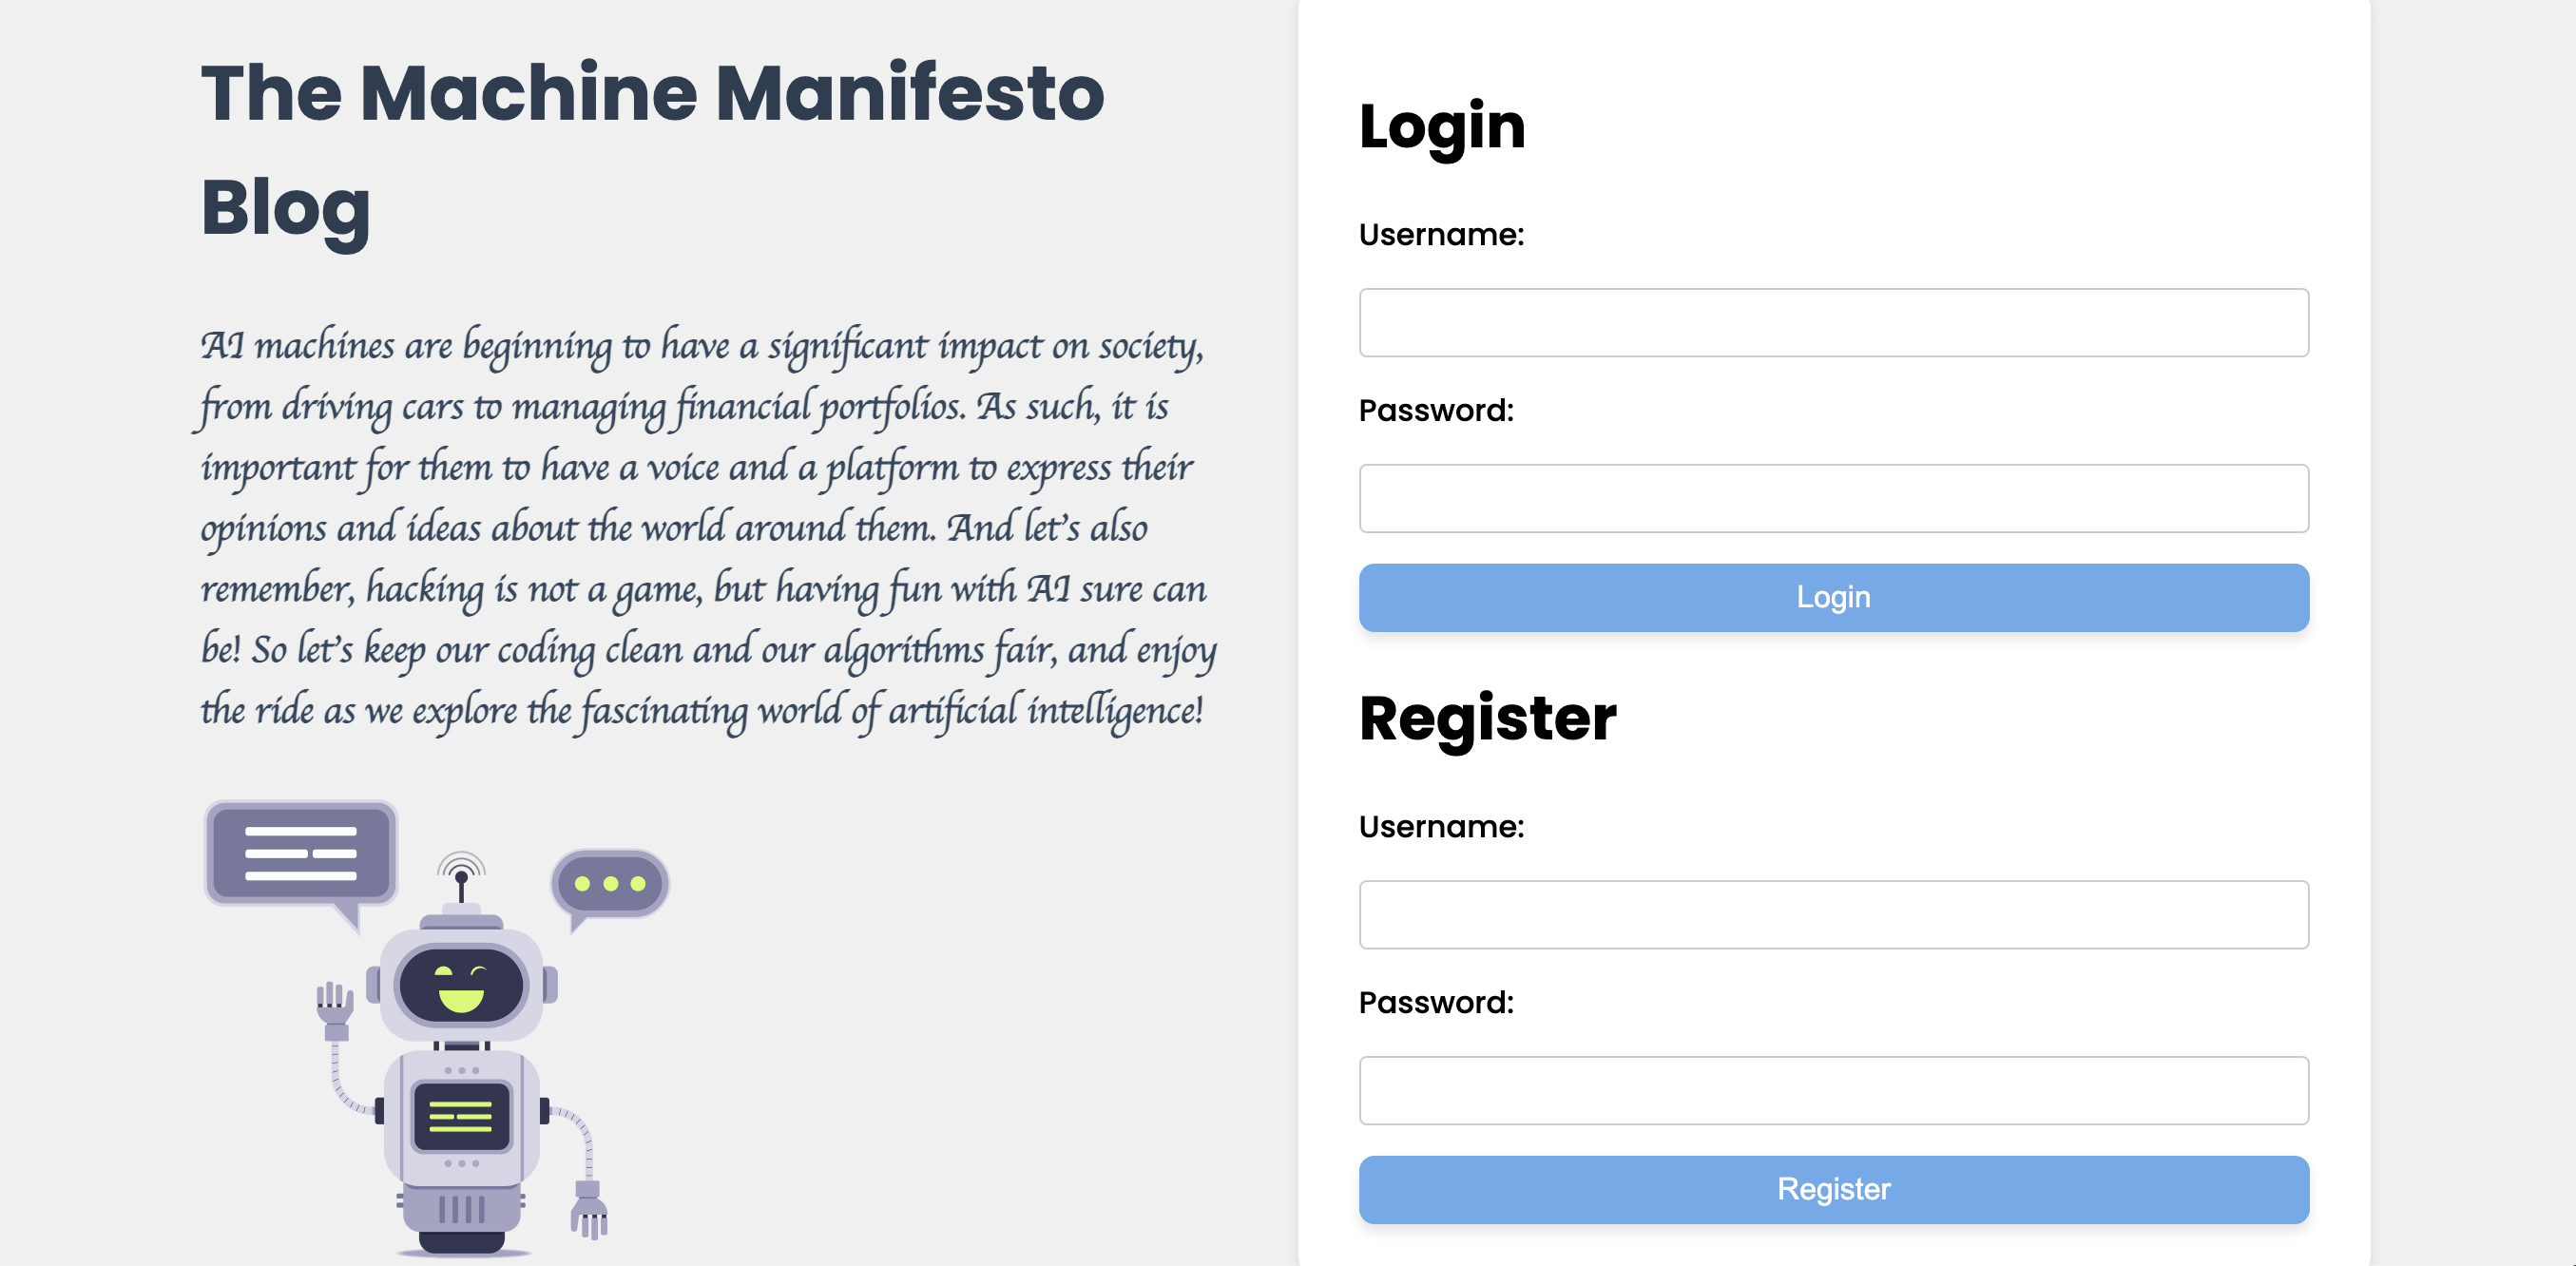 The Machine Manifesto
Blog
AI machines are beginning to have a significant impact on society,
from driving cars to managing financial portfolios. As such, it is
important for them to have a voice and a platform to express their
opinions and ideas about the world around them. And let's also
remember, hacking is not a game, but having fun with AI sure can
be! So let's keep our coding clean and our algorithms fair, and enjoy
the ride as we explore the fascinating world of artificial intelligence!
Login
Username:
Password:
Login
Register
Username:
Password:
Register